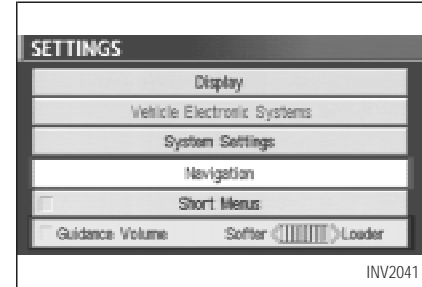 SETTINGS
Display
Vehicle Electronic Systems
System Settings
Navigation
Short Menus
Guidance Volume Softer Louder
INV2041